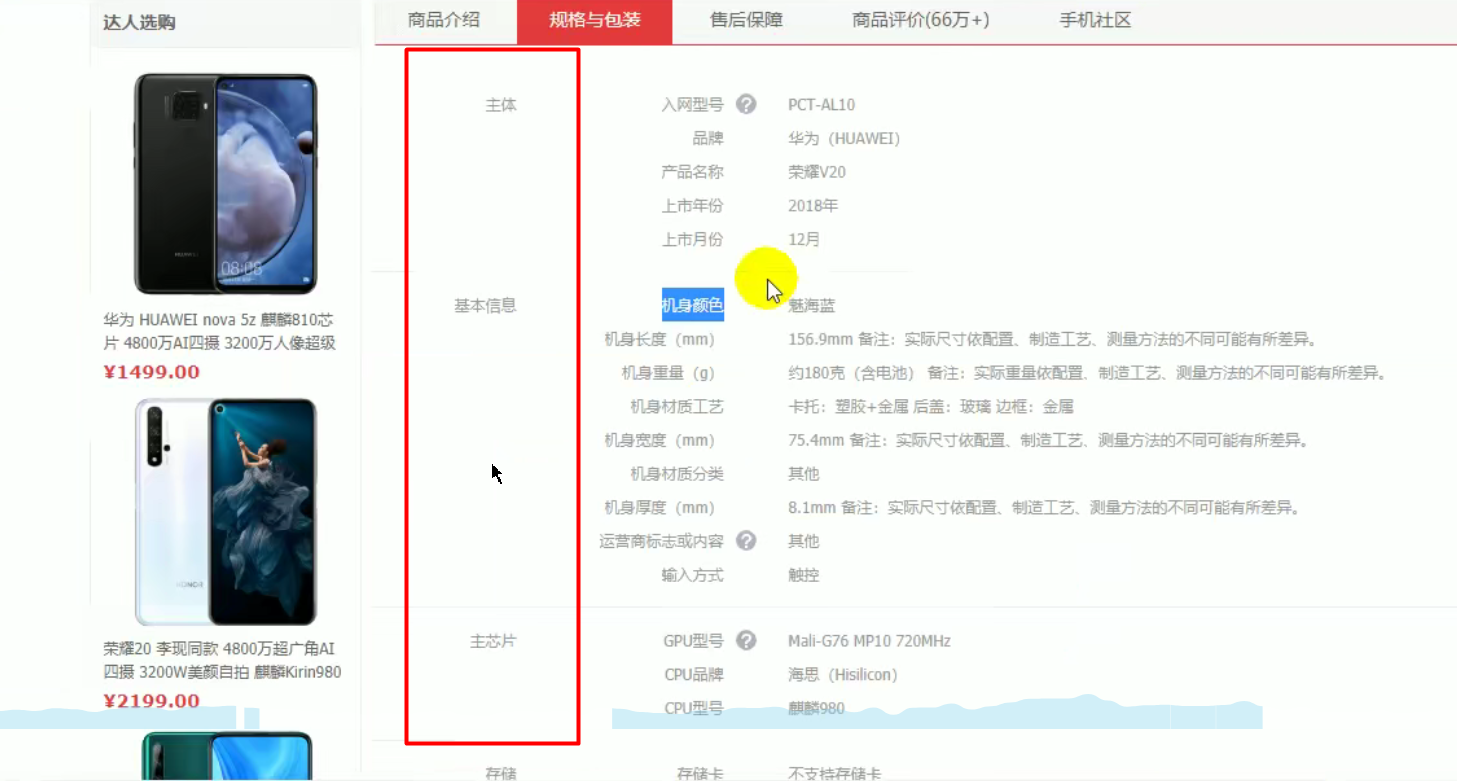 达人选购
商品介绍 规格与包装 售后保障 商品评价(66万+) 手机社区
华为 HUAWEI nova 5z 麒麟810芯
片 4800万AI四摄 3200万人像超级
¥1499.00
荣耀20 李现同款 4800万超广角AI
四摄 3200W美颜自拍 麒麟Kirin980
¥2199.00
08:08
HONOR
主体 入网型号 ? PCT-AL10
品牌 华为（HUAWEI）
产品名称 荣耀V20
上市年份 2018年
上市月份 12月
基本信息 机身颜色 魅海蓝
机身长度（mm） 156.9mm 备注：实际尺寸依配置、制造工艺、测量方法的不同可能有所差异。
机身重量（g） 约180克（含电池） 备注：实际重量依配置、制造工艺、测量方法的不同可能有所差异。
机身材质工艺 卡托：塑胶+金属 后盖：玻璃 边框：金属
机身宽度（mm） 75.4mm 备注：实际尺寸依配置、制造工艺、测量方法的不同可能有所差异。
机身材质分类 其他
机身厚度（mm） 8.1mm 备注：实际尺寸依配置、制造工艺、测量方法的不同可能有所差异。
运营商标志或内容 ? 其他
输入方式 触控
主芯片 GPU型号 ? Mali-G76 MP10 720MHz
CPU品牌 海思（Hisilicon）
CPU型号 麒麟980
存储 存储卡 不支持存储卡